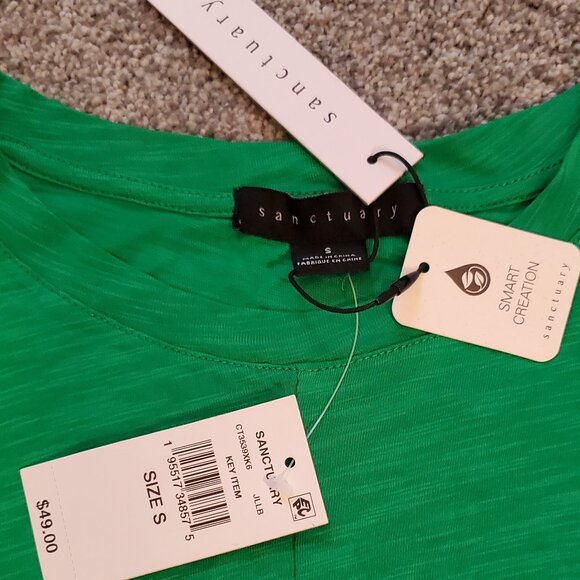 sanctuary
sanctuary
sanctuary
S
MADE IN CHINA
FABRIQUÉ EN CHINE
SMART
CREATION
sanctuary
SANCTUARY
CT3539XK6
KEY ITEM
JLLB
1 95517 34857 5
SIZE S
$49.00